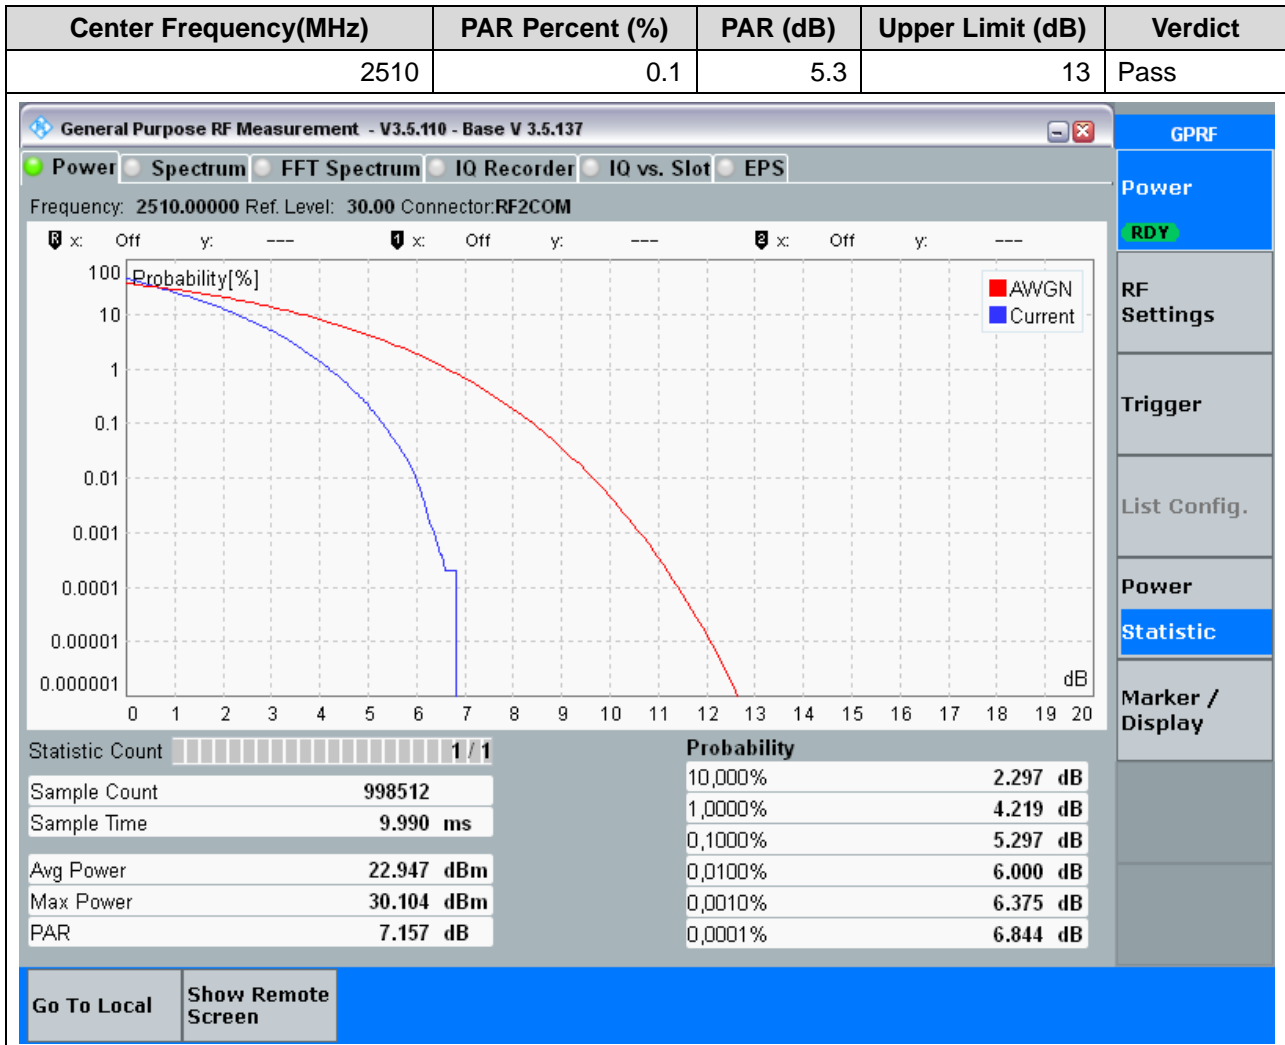 Center Frequency(MHz) PAR Percent (%) PAR (dB) Upper Limit (dB) Verdict
2510 0.1 5.3 13 Pass
General Purpose RF Measurement - V3.5.110 - Base V 3.5.137
GPRF
Power Spectrum FFT Spectrum IQ Recorder IQ vs. Slot EPS
Power
RDY
Frequency: 2510.00000 Ref. Level: 30.00 Connector:RF2COM
R x: Off y: --- 1 x: Off y: --- 2 x: Off y: ---
Probability[%]
AWGN
Current
100
10
1
0.1
0.01
0.001
0.0001
0.00001
0.000001
dB
0 1 2 3 4 5 6 7 8 9 10 11 12 13 14 15 16 17 18 19 20
RF
Settings
Trigger
List Config.
Power
Statistic
Marker /
Display
Statistic Count 1 / 1
Sample Count 998512
Sample Time 9.990 ms
Avg Power 22.947 dBm
Max Power 30.104 dBm
PAR 7.157 dB
Probability
10,000% 2.297 dB
1,0000% 4.219 dB
0,1000% 5.297 dB
0,0100% 6.000 dB
0,0010% 6.375 dB
0,0001% 6.844 dB
Go To Local
Show Remote
Screen